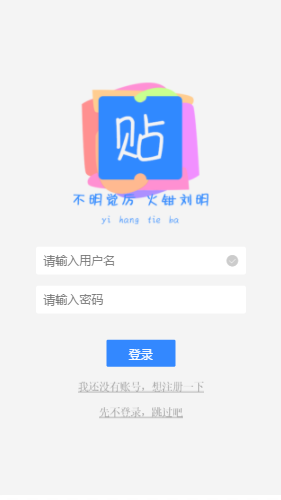 贴
不明觉厉 火钳刘明
yi hang tie ba
请输入用户名
请输入密码
登录
我还没有账号，想注册一下
先不登录，跳过吧